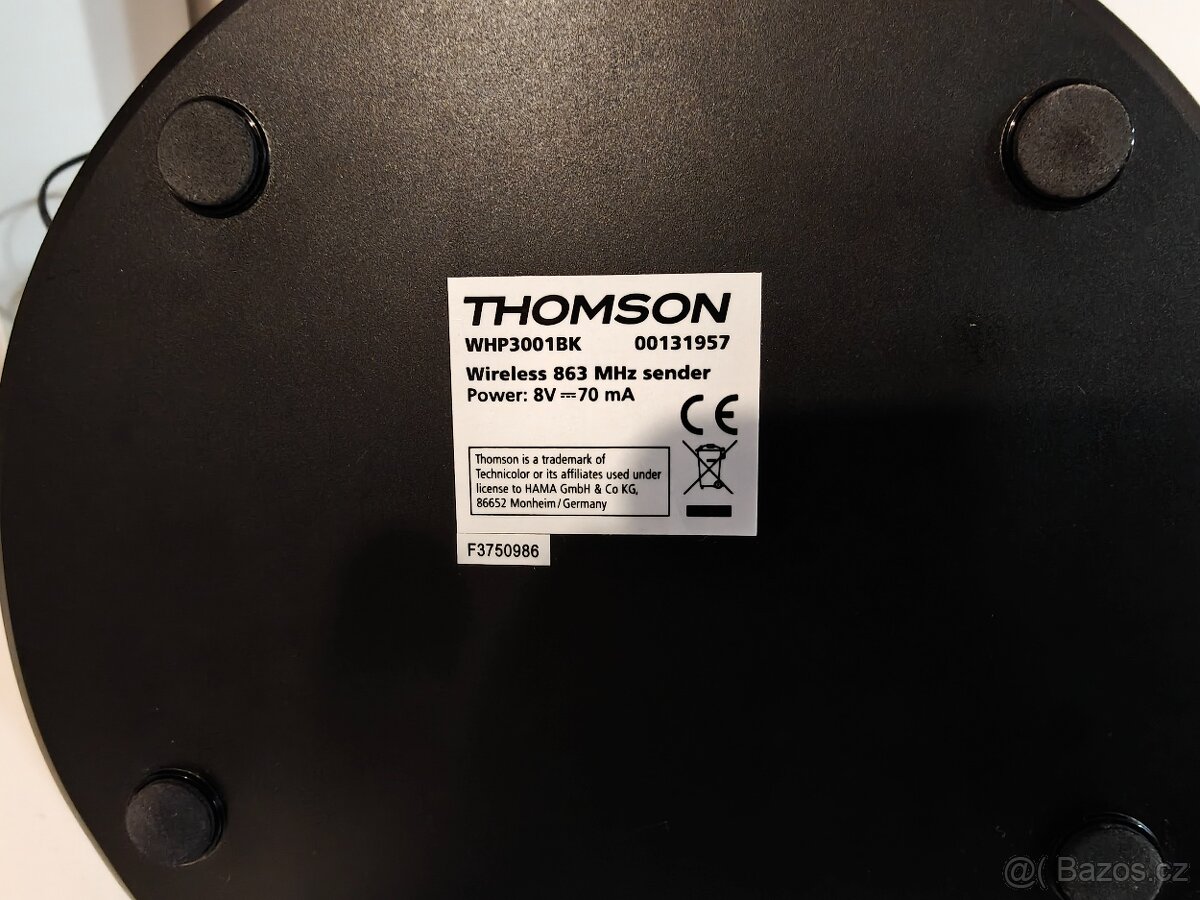 THOMSON
WHP3001BK 00131957
Wireless 863 MHz sender
Power: 8V ⎓ 70 mA
CE
Thomson is a trademark of
Technicolor or its affiliates used under
license to HAMA GmbH & Co KG,
86652 Monheim/Germany
F3750986
@( Bazos.cz